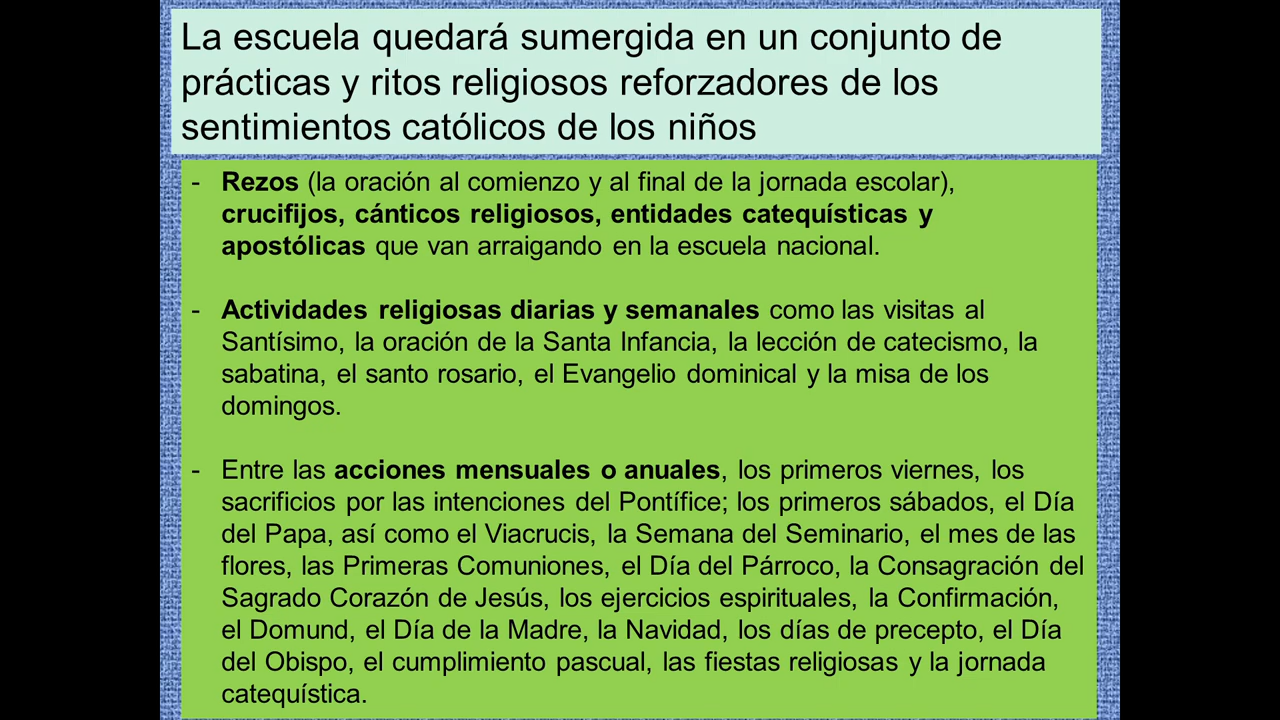 La escuela quedará sumergida en un conjunto de
prácticas y ritos religiosos reforzadores de los
sentimientos católicos de los niños
- Rezos (la oración al comienzo y al final de la jornada escolar),
crucifijos, cánticos religiosos, entidades catequísticas y
apostólicas que van arraigando en la escuela nacional.
- Actividades religiosas diarias y semanales como las visitas al
Santísimo, la oración de la Santa Infancia, la lección de catecismo, la
sabatina, el santo rosario, el Evangelio dominical y la misa de los
domingos.
- Entre las acciones mensuales o anuales, los primeros viernes, los
sacrificios por las intenciones del Pontífice; los primeros sábados, el Día
del Papa, así como el Viacrucis, la Semana del Seminario, el mes de las
flores, las Primeras Comuniones, el Día del Párroco, la Consagración del
Sagrado Corazón de Jesús, los ejercicios espirituales, la Confirmación,
el Domund, el Día de la Madre, la Navidad, los días de precepto, el Día
del Obispo, el cumplimiento pascual, las fiestas religiosas y la jornada
catequística.